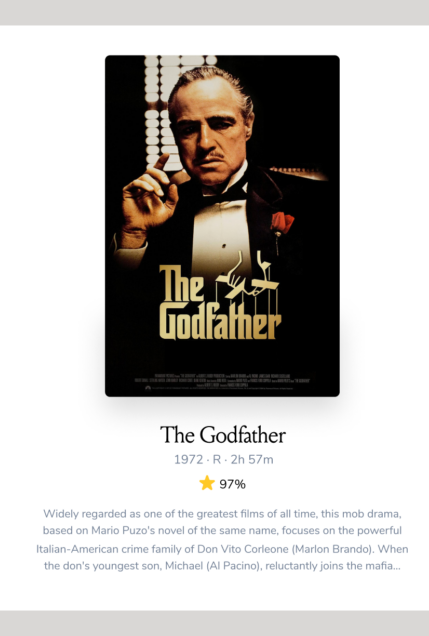 The
Godfather
The Godfather
1972 · R · 2h 57m
97%
Widely regarded as one of the greatest films of all time, this mob drama,
based on Mario Puzo's novel of the same name, focuses on the powerful
Italian-American crime family of Don Vito Corleone (Marlon Brando). When
the don's youngest son, Michael (Al Pacino), reluctantly joins the mafia...